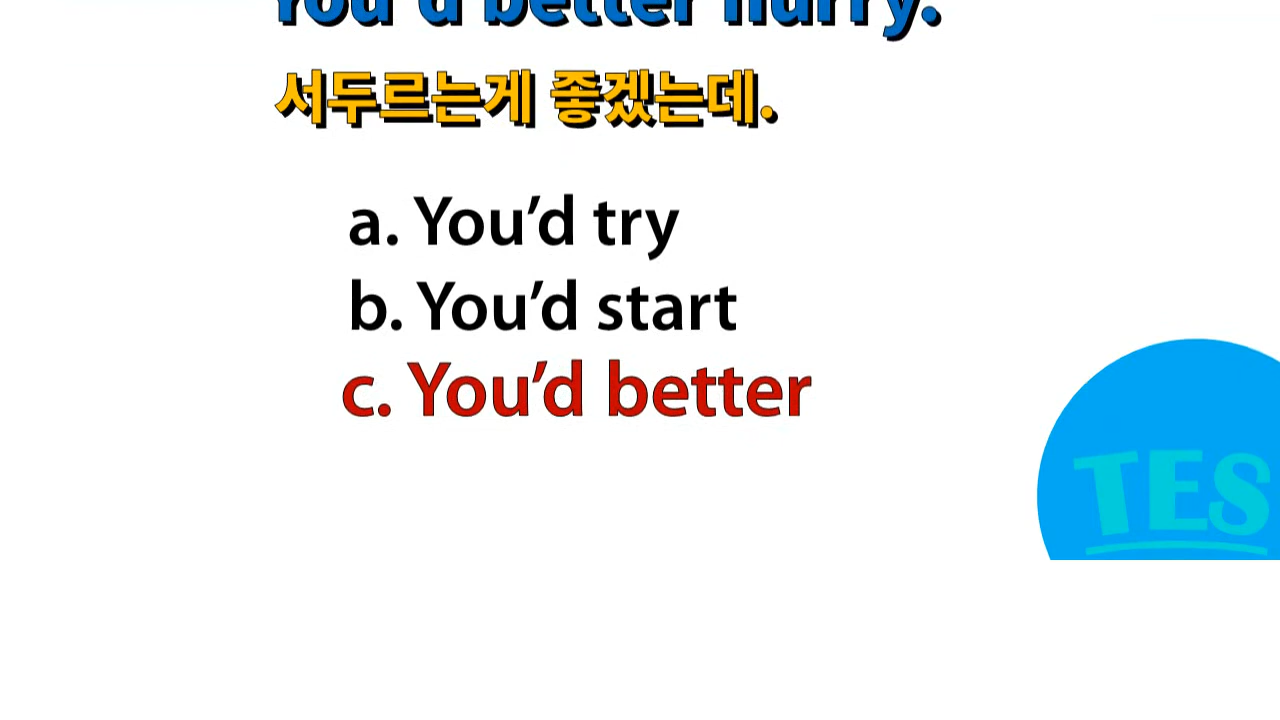 You'd better hurry.
서두르는게 좋겠는데.
a. You’d try
b. You’d start
c. You’d better
TES